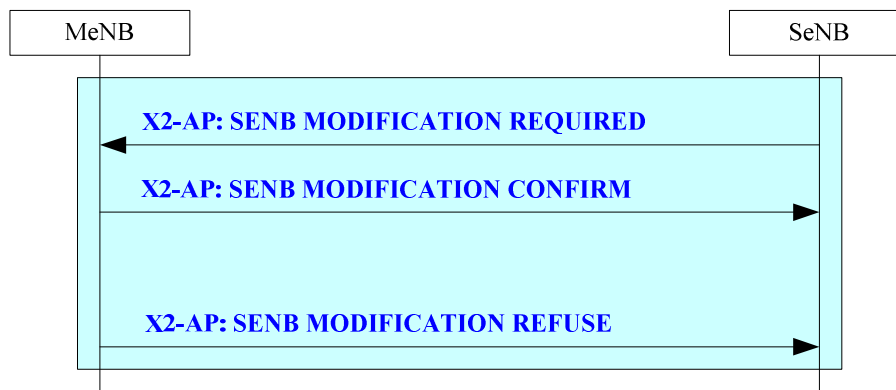 MeNB
SeNB
X2-AP: SENB MODIFICATION REQUIRED
X2-AP: SENB MODIFICATION CONFIRM
X2-AP: SENB MODIFICATION REFUSE